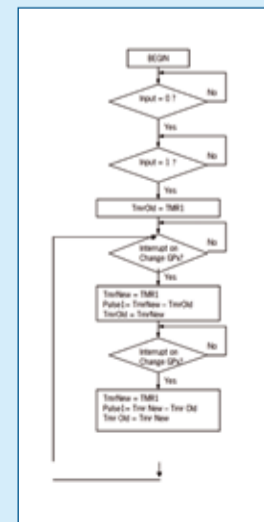 BEGIN
No
Input = 0 ?
Yes
No
Input = 1 ?
Yes
TmrOld = TMR1
No
Interrupt on
Change GPx?
Yes
TmrNew = TMR1
Pulse1= TmrNew - TmrOld
TmrOld = TmrNew
No
Interrupt on
Change GPx?
Yes
TmrNew = TMR1
Pulse1= Tmr New - Tmr Old
Tmr Old = Tmr New